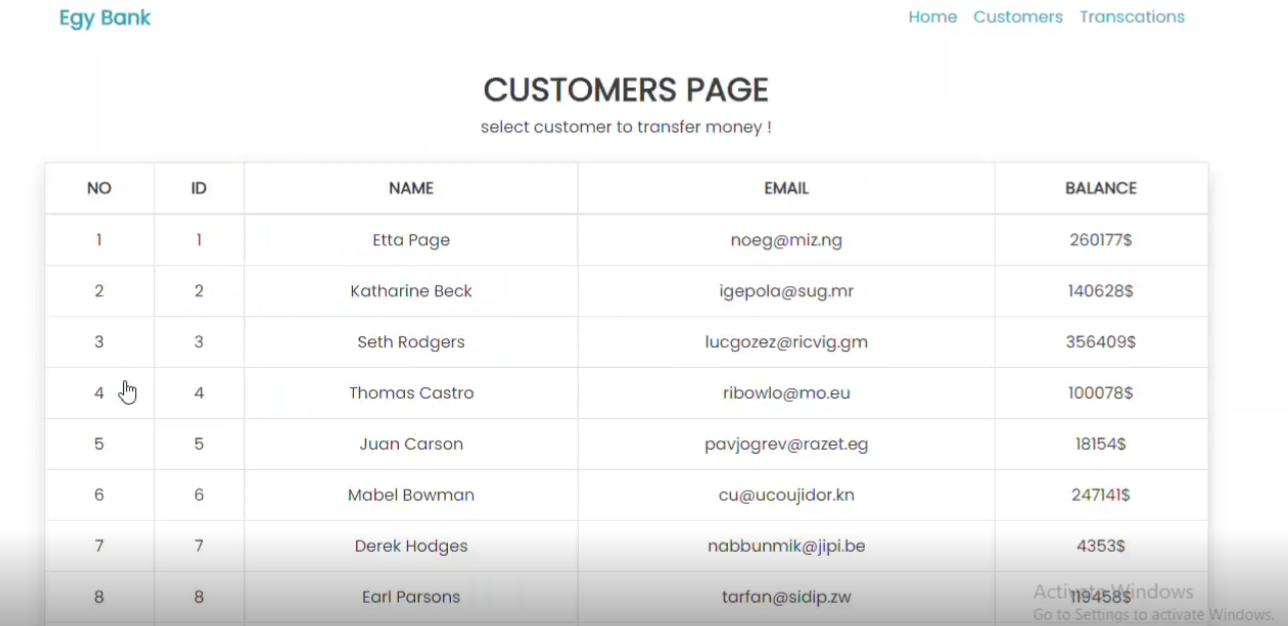 Egy Bank Home Customers Transcations
CUSTOMERS PAGE
select customer to transfer money !
NO ID NAME EMAIL BALANCE
1 1 Etta Page noeg@miz.ng 260177$
2 2 Katharine Beck igepola@sug.mr 140628$
3 3 Seth Rodgers lucgozez@ricvig.gm 356409$
4 4 Thomas Castro ribowlo@mo.eu 100078$
5 5 Juan Carson pavjogrev@razet.eg 18154$
6 6 Mabel Bowman cu@ucoujidor.kn 247141$
7 7 Derek Hodges nabbunmik@jipi.be 4353$
8 8 Earl Parsons tarfan@sidip.zw 119458$
Activate Windows
Go to Settings to activate Windows.